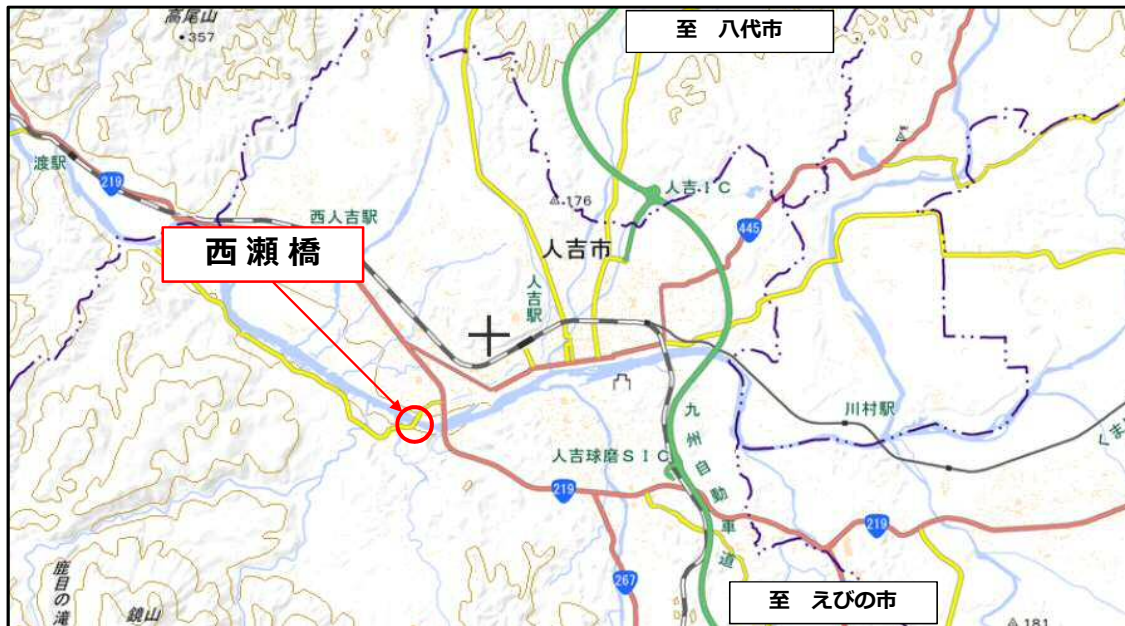 高尾山
・357
至 八代市
渡駅
219
西人吉駅
176
人吉IC
445
西瀬橋
人吉市
人吉駅
川村駅
くま
九州自動車道
人吉球磨SIC
219
219
267
鹿目の滝
鏡山
至 えびの市
181